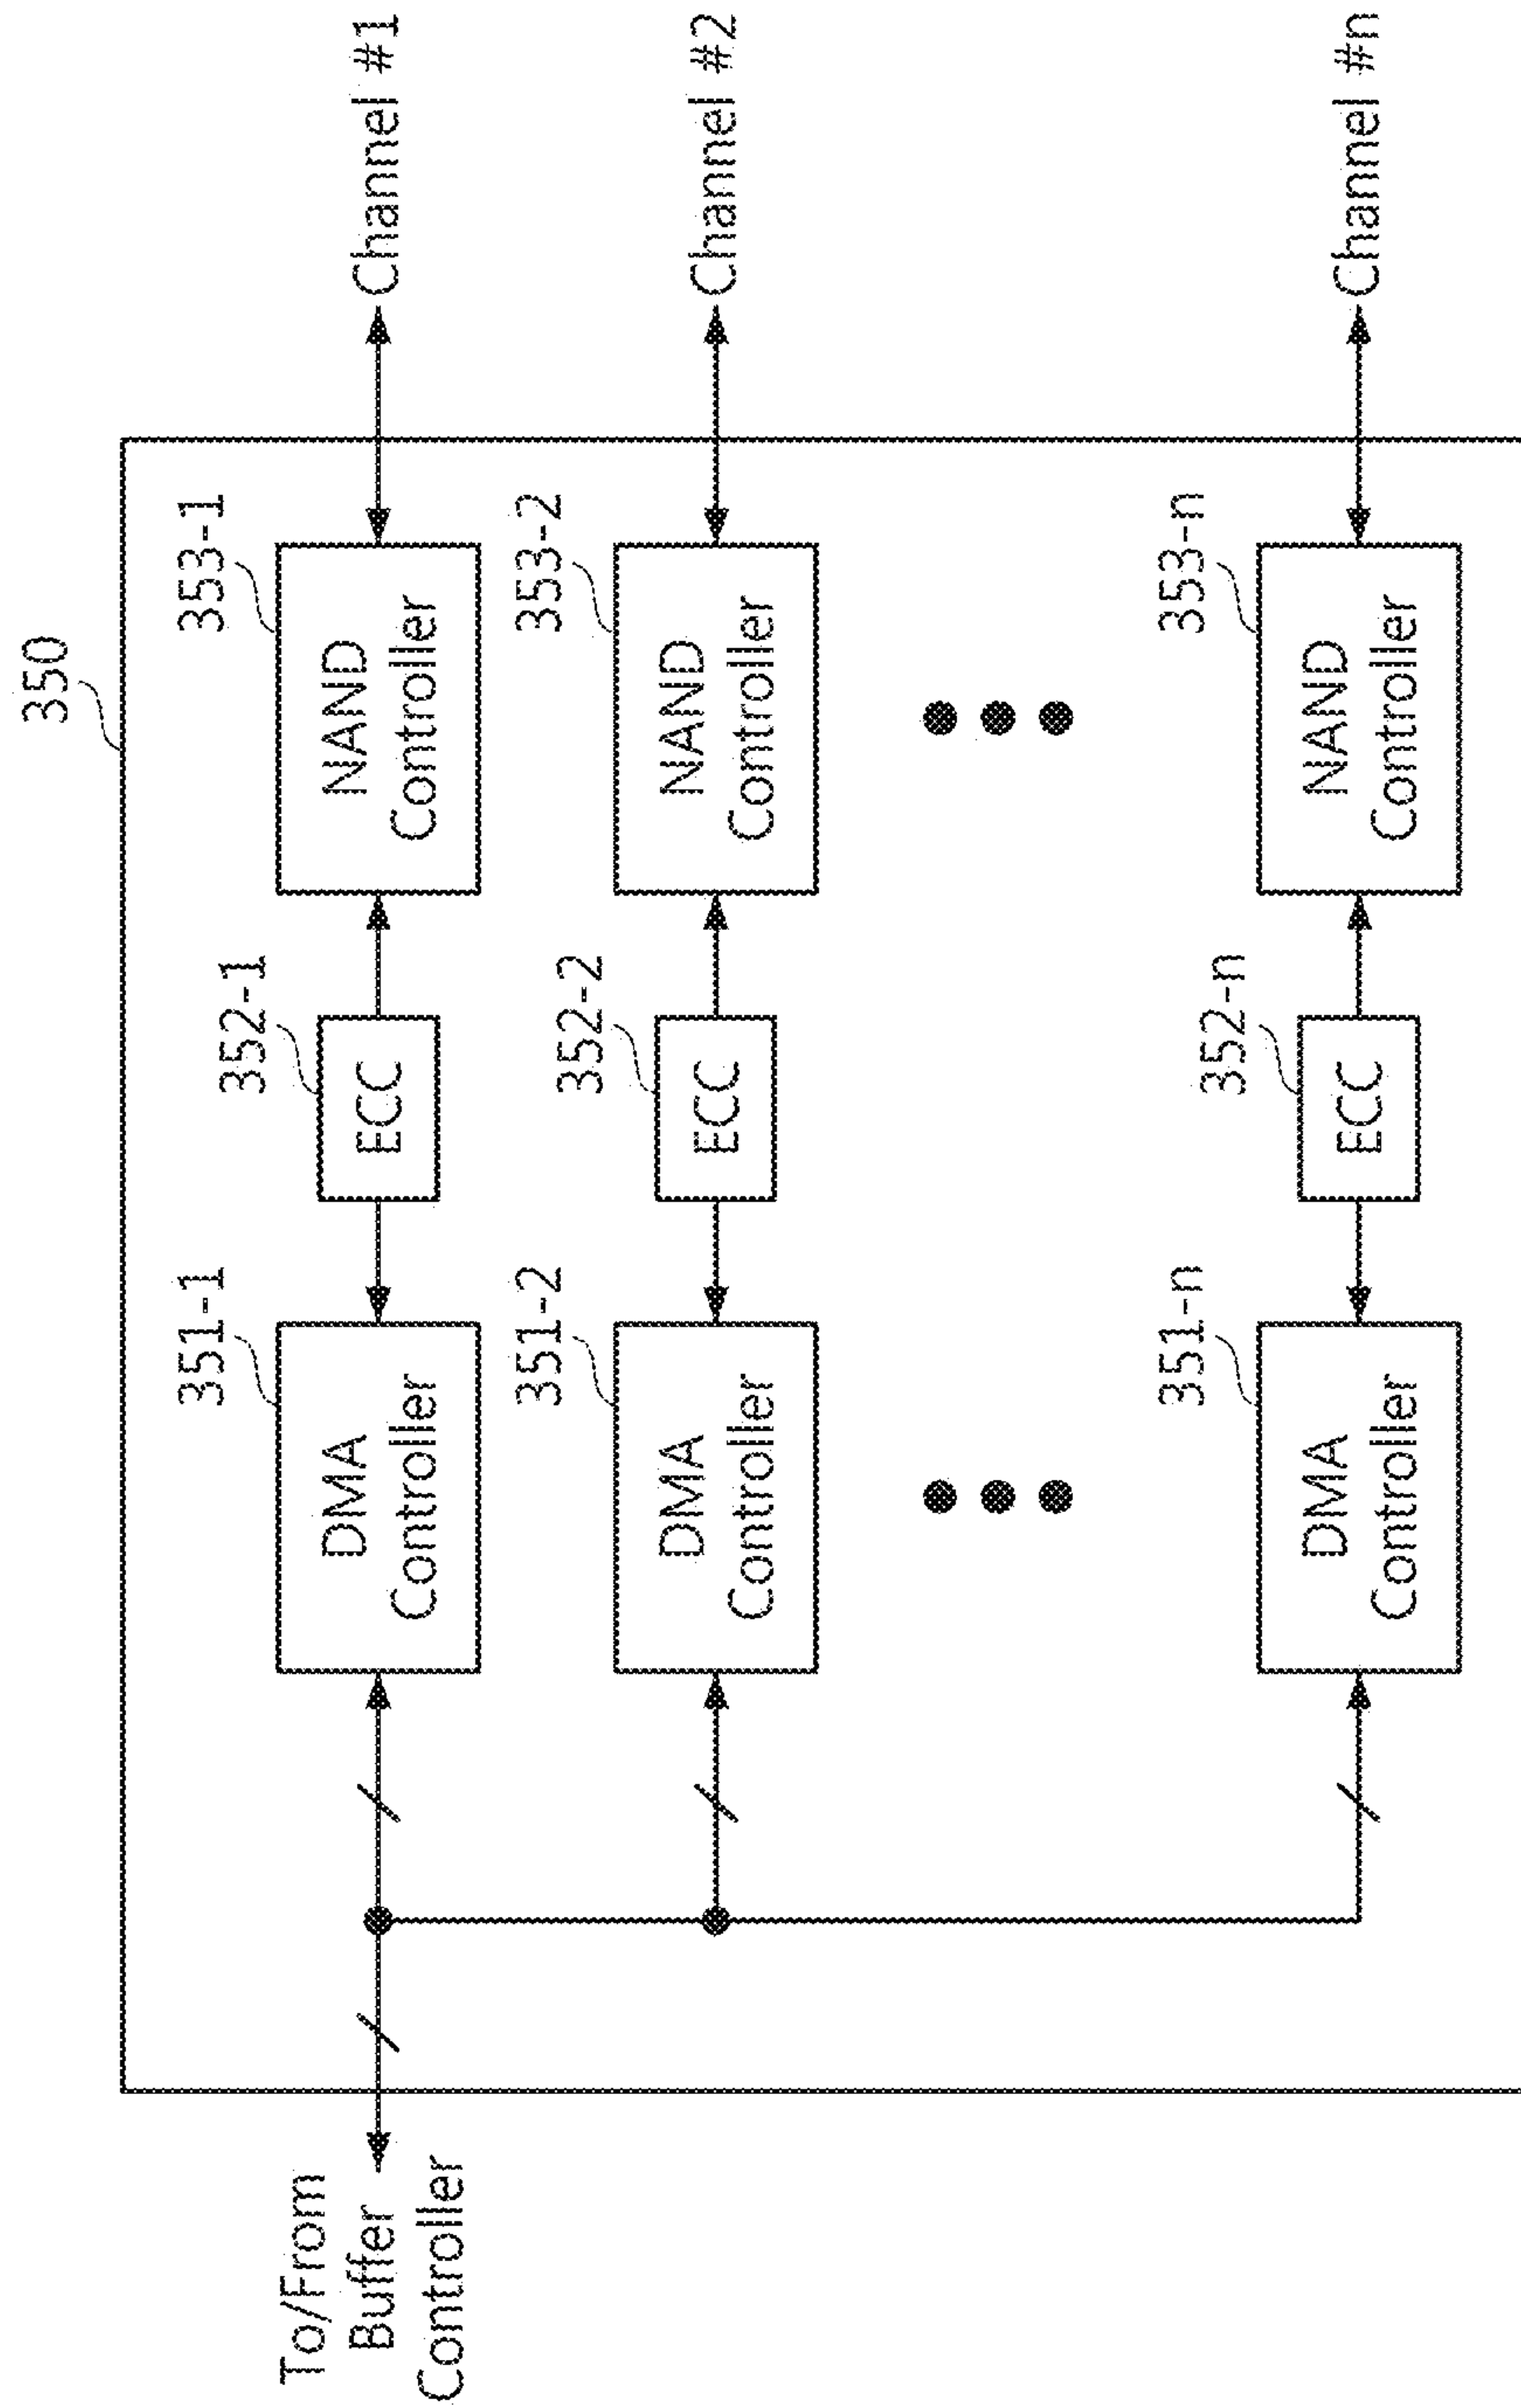 350
351-1
DMA
Controller
352-1
ECC
353-1
NAND
Controller
Channel #1
To/From
Buffer
Controller
351-2
DMA
Controller
352-2
ECC
353-2
NAND
Controller
Channel #2
351-n
DMA
Controller
352-n
ECC
353-n
NAND
Controller
Channel #n